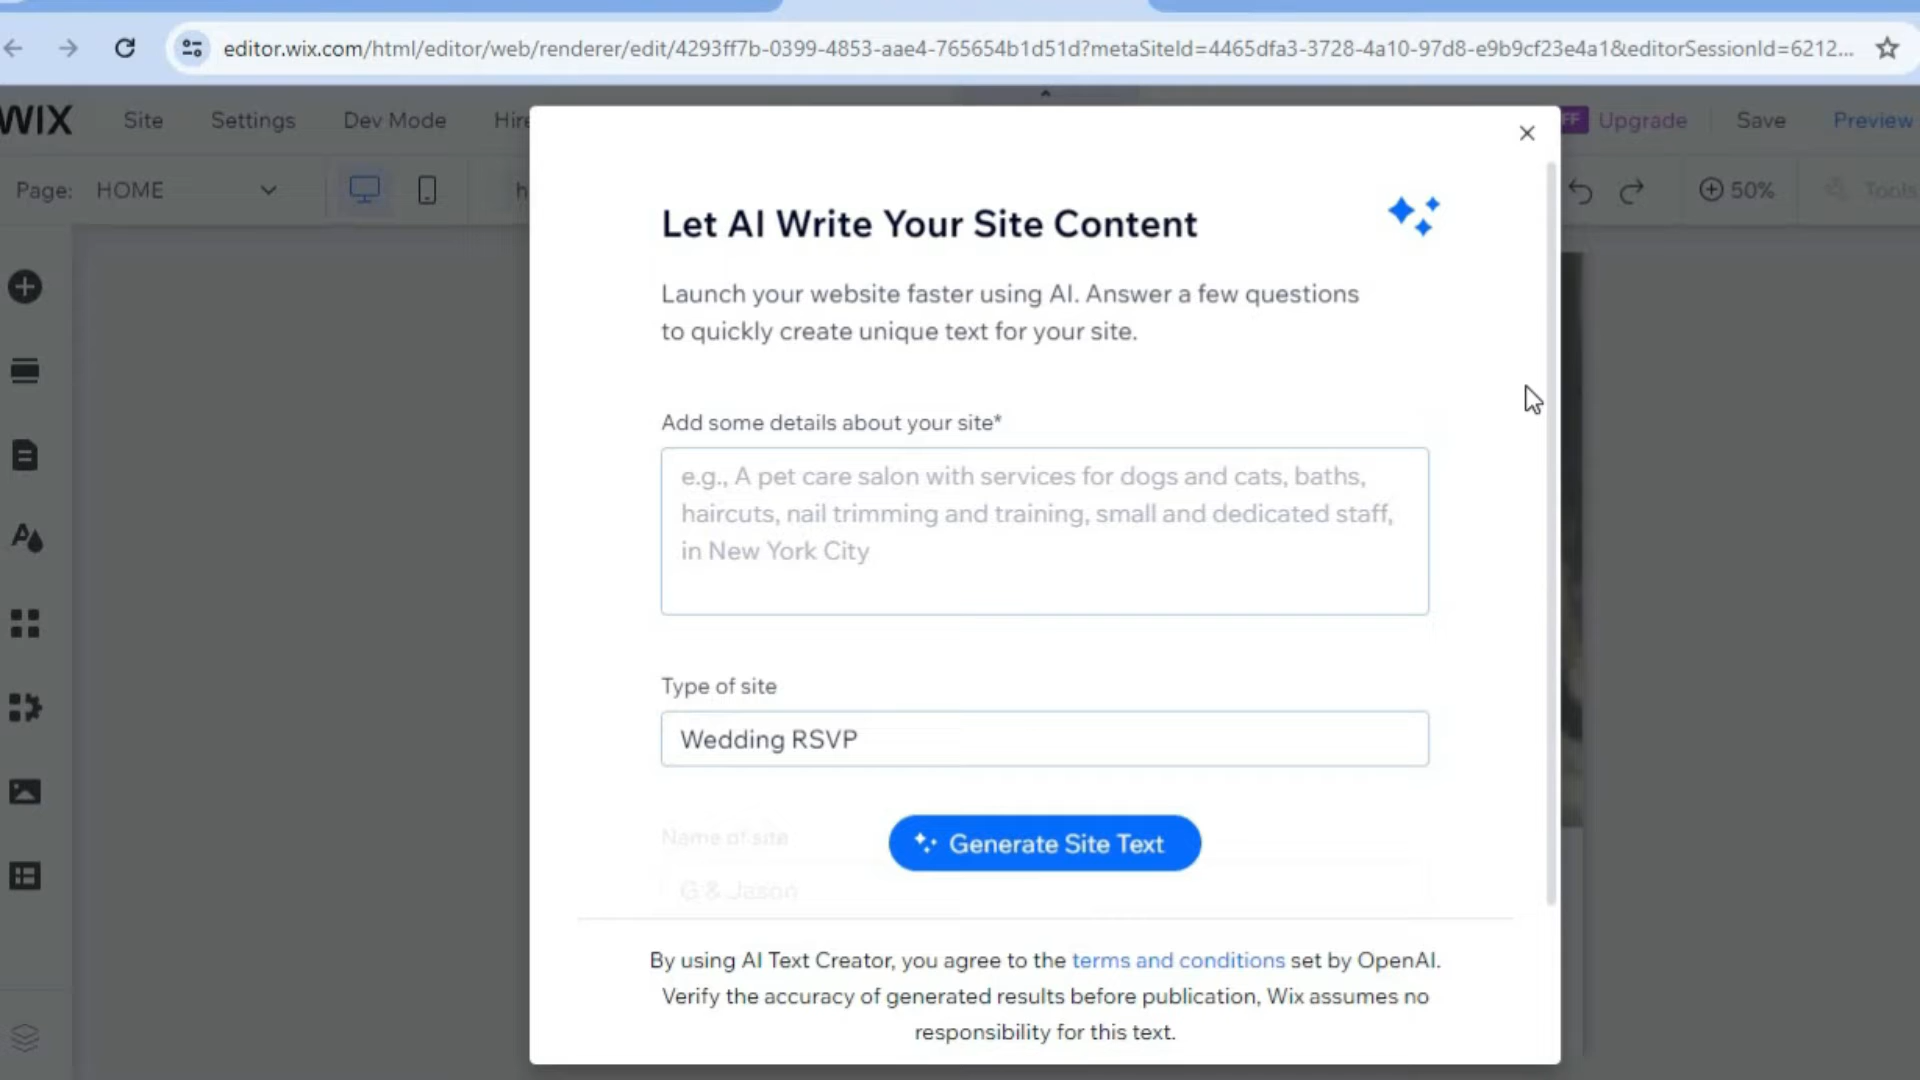 editor.wix.com/html/editor/web/renderer/edit/4293ff7b-0399-4853-aae4-765654b1d51d?metaSiteId=4465dfa3-3728-4a10-97d8-e9b9cf23e4a1&editorSessionId=6212...
WIX Site Settings Dev Mode Hire Upgrade Save Preview
Page: HOME h 50% Tools
Let AI Write Your Site Content
Launch your website faster using AI. Answer a few questions
to quickly create unique text for your site.
Add some details about your site*
e.g., A pet care salon with services for dogs and cats, baths,
haircuts, nail trimming and training, small and dedicated staff,
in New York City
Type of site
Wedding RSVP
Name of site
Generate Site Text
G & Jason
By using AI Text Creator, you agree to the terms and conditions set by OpenAI.
Verify the accuracy of generated results before publication, Wix assumes no
responsibility for this text.